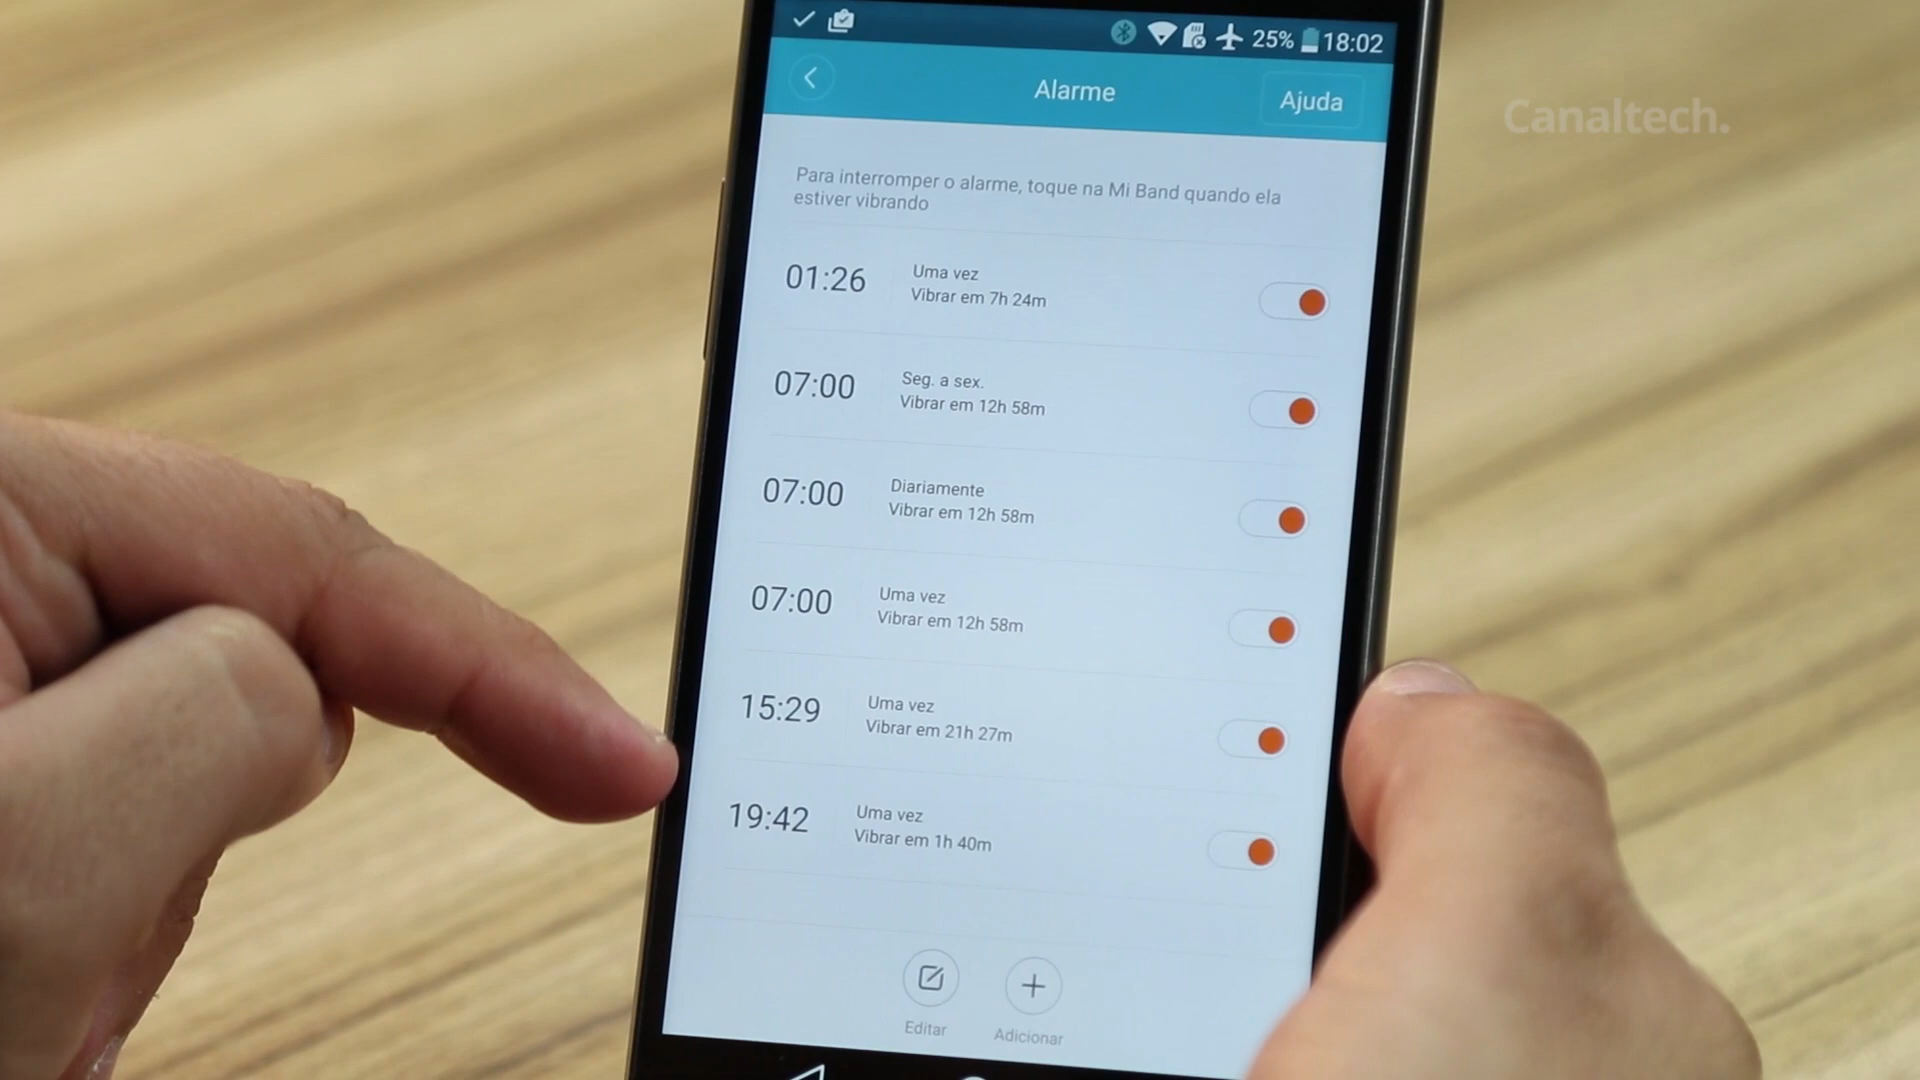 25% 18:02
Alarme
Ajuda
Canaltech.
Para interromper o alarme, toque na Mi Band quando ela
estiver vibrando
01:26
Uma vez
Vibrar em 7h 24m
07:00
Seg. a sex.
Vibrar em 12h 58m
07:00
Diariamente
Vibrar em 12h 58m
07:00
Uma vez
Vibrar em 12h 58m
15:29
Uma vez
Vibrar em 21h 27m
19:42
Uma vez
Vibrar em 1h 40m
Editar
Adicionar